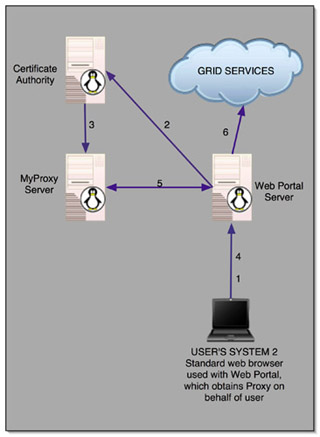 GRID SERVICES
Certificate
Authority
2
3
6
MyProxy
Server
5
Web Portal
Server
4
1
USER'S SYSTEM 2
Standard web browser
used with Web Portal,
which obtains Proxy on
behalf of user